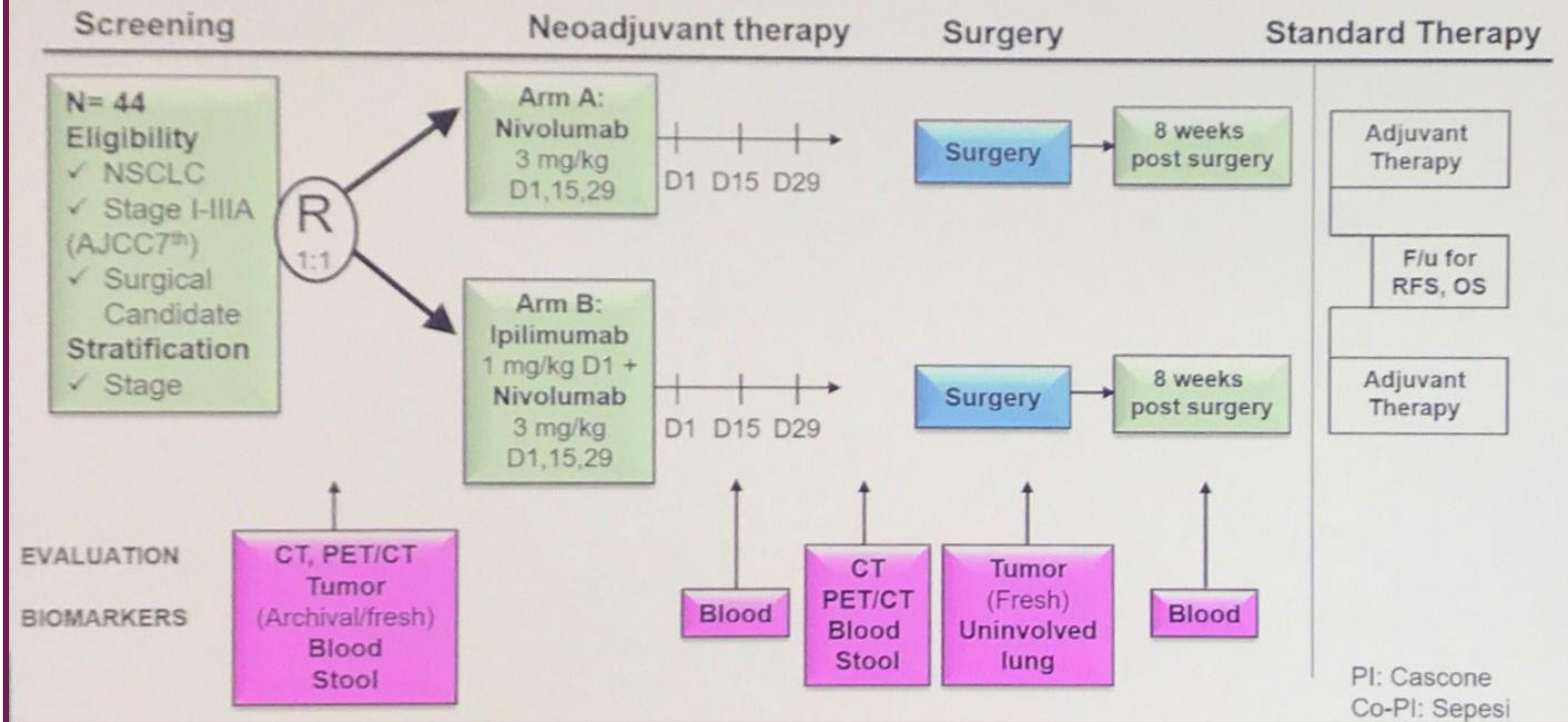 Screening
Neoadjuvant therapy
Surgery
Standard Therapy
N= 44
Eligibility
✓ NSCLC
✓ Stage I-IIIA
(AJCC7th)
✓ Surgical
Candidate
Stratification
✓ Stage
R
1:1
Arm A:
Nivolumab
3 mg/kg
D1,15,29
D1 D15 D29
Surgery
8 weeks
post surgery
Adjuvant
Therapy
F/u for
RFS, OS
Arm B:
Ipilimumab
1 mg/kg D1 +
Nivolumab
3 mg/kg
D1,15,29
D1 D15 D29
Surgery
8 weeks
post surgery
Adjuvant
Therapy
EVALUATION
BIOMARKERS
CT, PET/CT
Tumor
(Archival/fresh)
Blood
Stool
Blood
CT
PET/CT
Blood
Stool
Tumor
(Fresh)
Uninvolved
lung
Blood
PI: Cascone
Co-PI: Sepesi